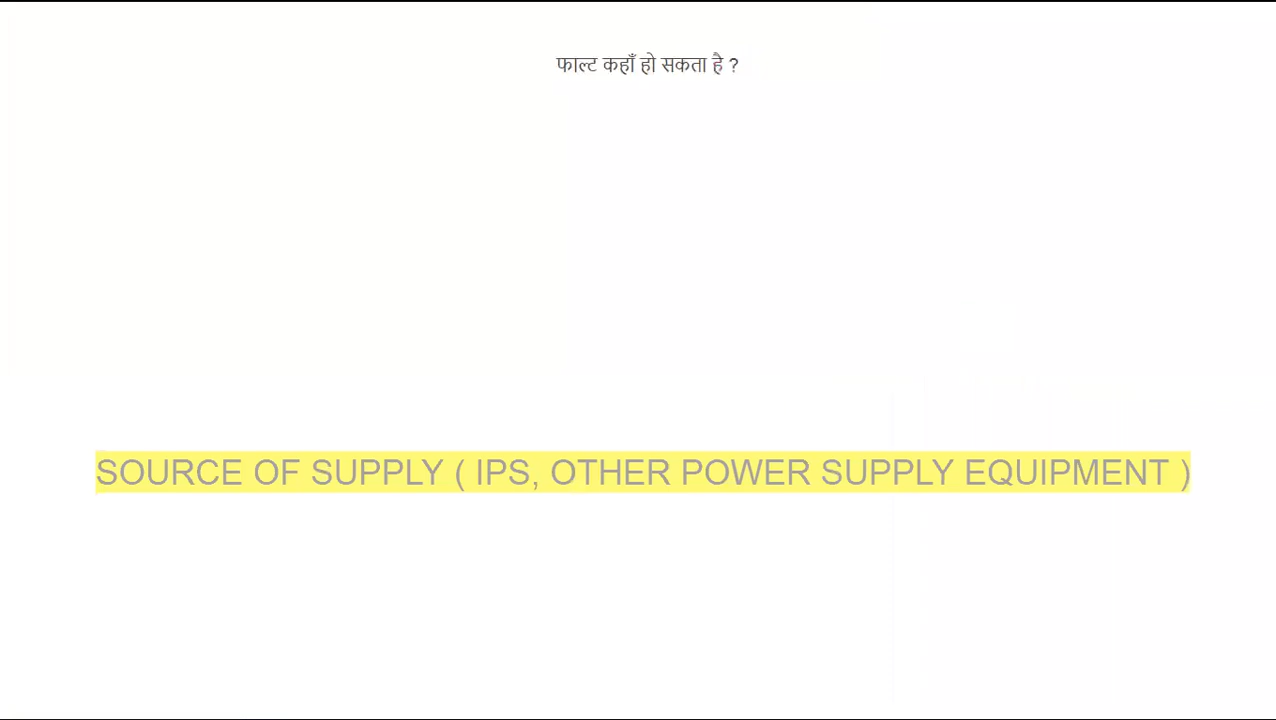 फाल्ट कहाँ हो सकता है ?
SOURCE OF SUPPLY ( IPS, OTHER POWER SUPPLY EQUIPMENT )